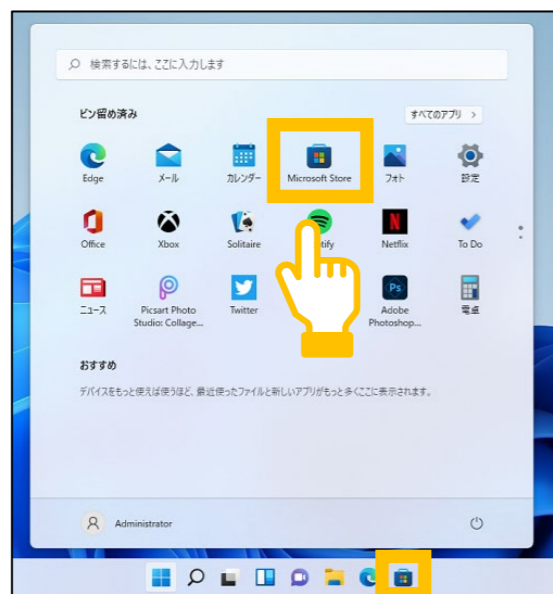 検索するには、ここに入力します
ピン留め済み
すべてのアプリ >
Edge
メール
カレンダー
Microsoft Store
フォト
設定
Office
Xbox
Solitaire
tify
Netflix
To Do
ニュース
Picsart Photo
Studio: Collage...
Twitter
Ps
Adobe
Photoshop...
電卓
おすすめ
デバイスをもっと使えば使うほど、最近使ったファイルと新しいアプリがもっと多くここに表示されます。
Administrator